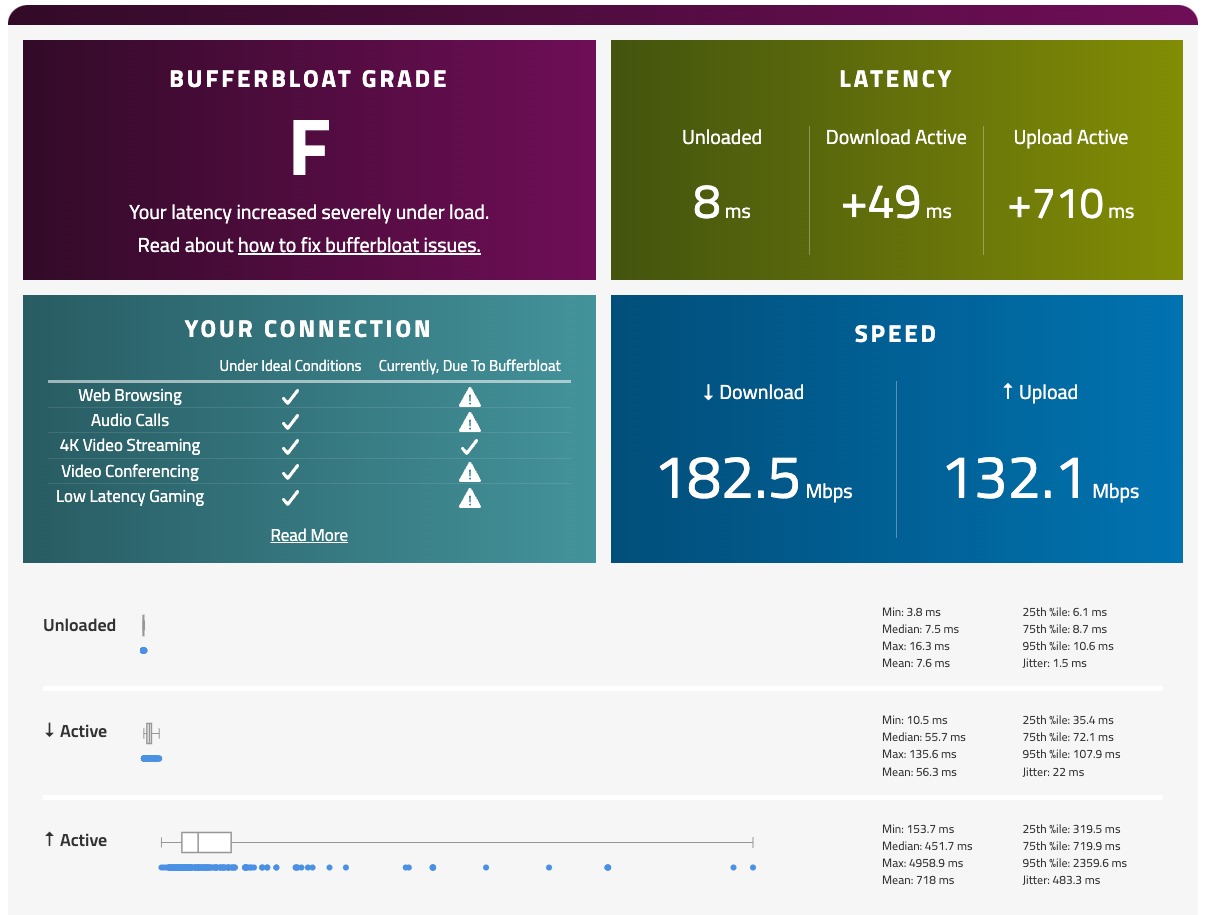 BUFFERBLOAT GRADE
F
Your latency increased severely under load.
Read about how to fix bufferbloat issues.
LATENCY
Unloaded Download Active Upload Active
8 ms +49 ms +710 ms
YOUR CONNECTION
Under Ideal Conditions Currently, Due To Bufferbloat
Web Browsing
Audio Calls
4K Video Streaming
Video Conferencing
Low Latency Gaming
Read More
SPEED
↓ Download ↑ Upload
182.5 Mbps 132.1 Mbps
Unloaded
Min: 3.8 ms 25th %ile: 6.1 ms
Median: 7.5 ms 75th %ile: 8.7 ms
Max: 16.3 ms 95th %ile: 10.6 ms
Mean: 7.6 ms Jitter: 1.5 ms
↓ Active
Min: 10.5 ms 25th %ile: 35.4 ms
Median: 55.7 ms 75th %ile: 72.1 ms
Max: 135.6 ms 95th %ile: 107.9 ms
Mean: 56.3 ms Jitter: 22 ms
↑ Active
Min: 153.7 ms 25th %ile: 319.5 ms
Median: 451.7 ms 75th %ile: 719.9 ms
Max: 4958.9 ms 95th %ile: 2359.6 ms
Mean: 718 ms Jitter: 483.3 ms